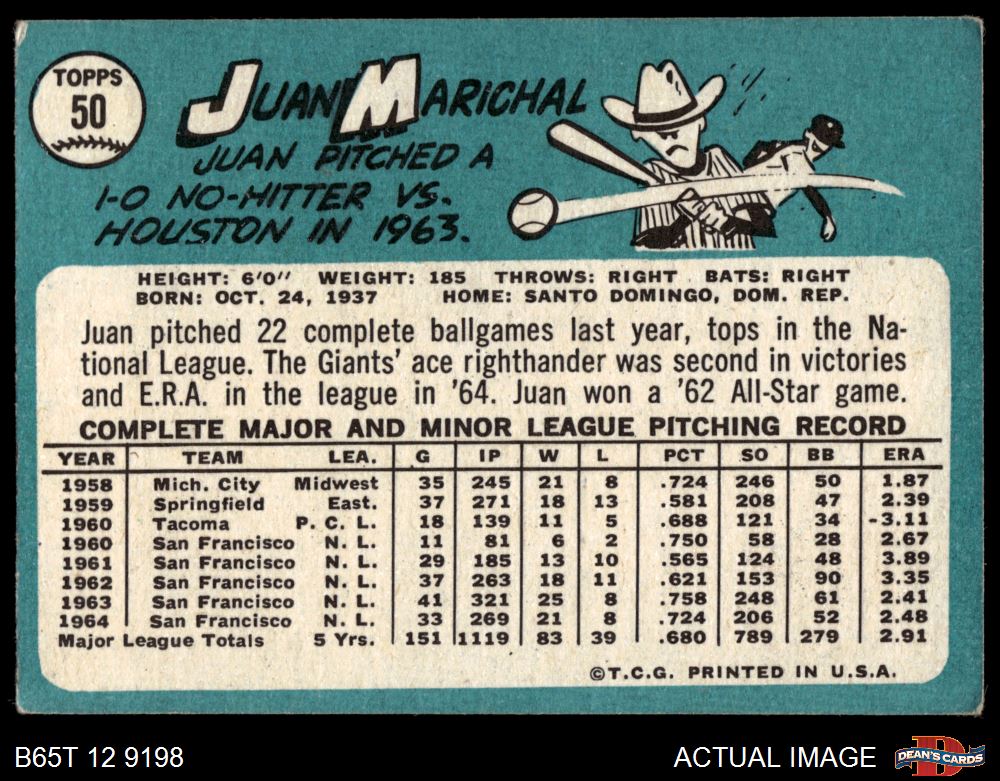 TOPPS
50
JUAN MARICHAL
JUAN PITCHED A
1-0 NO-HITTER VS.
HOUSTON IN 1963.
HEIGHT: 6'0" WEIGHT: 185 THROWS: RIGHT BATS: RIGHT
BORN: OCT. 24, 1937 HOME: SANTO DOMINGO, DOM. REP.
Juan pitched 22 complete ballgames last year, tops in the Na-
tional League. The Giants' ace righthander was second in victories
and E.R.A. in the league in '64. Juan won a '62 All-Star game.
COMPLETE MAJOR AND MINOR LEAGUE PITCHING RECORD
YEAR TEAM LEA. G IP W L PCT SO BB ERA
1958 Mich. City Midwest 35 245 21 8 .724 246 50 1.87
1959 Springfield East. 37 271 18 13 .581 208 47 2.39
1960 Tacoma P. C. L. 18 139 11 5 .688 121 34 -3.11
1960 San Francisco N. L. 11 81 6 2 .750 58 28 2.67
1961 San Francisco N. L. 29 185 13 10 .565 124 48 3.89
1962 San Francisco N. L. 37 263 18 11 .621 153 90 3.35
1963 San Francisco N. L. 41 321 25 8 .758 248 61 2.41
1964 San Francisco N. L. 33 269 21 8 .724 206 52 2.48
Major League Totals 5 Yrs. 151 1119 83 39 .680 789 279 2.91
©T.C.G. PRINTED IN U.S.A.
B65T 12 9198 ACTUAL IMAGE DEAN'S CARDS